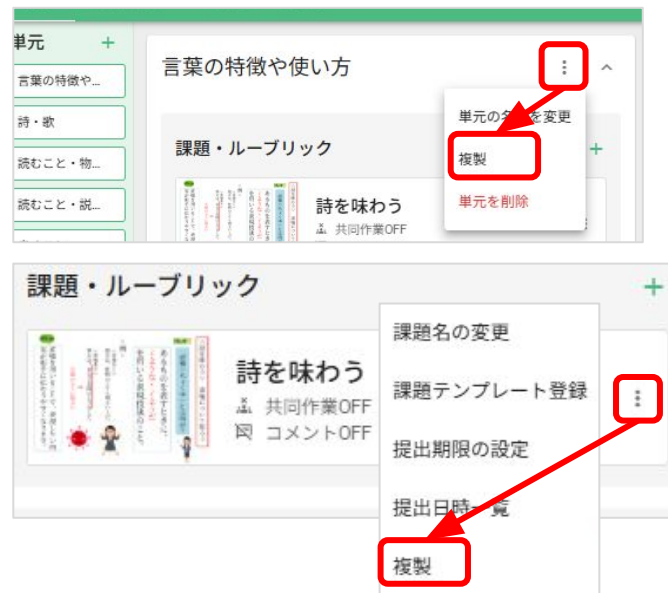 単元 +
言葉の特徴や...
詩・歌
読むこと・物...
読むこと・説...
言葉の特徴や使い方
単元の名
を変更
複製
単元を削除
課題・ルーブリック +
詩を味わう
共同作業OFF
課題・ルーブリック +
詩を味わう
共同作業OFF
コメントOFF
課題名の変更
課題テンプレート登録
提出期限の設定
提出日時一覧
複製